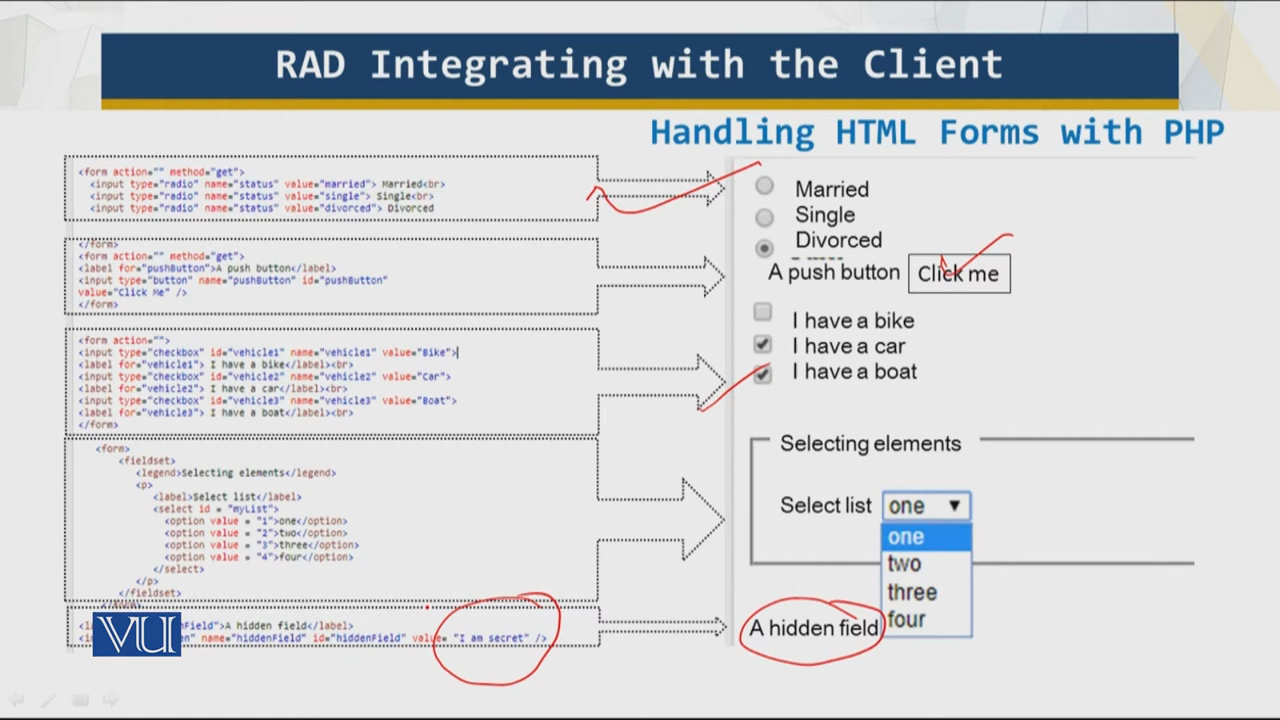 RAD Integrating with the Client
Handling HTML Forms with PHP
<form action="" method="get">
<input type="radio" name="status" value="married"> Married<br>
<input type="radio" name="status" value="single"> Single<br>
<input type="radio" name="status" value="divorced"> Divorced
</form>
<form action="" method="get">
<label for="pushButton">A push button</label>
<input type="button" name="pushButton" id="pushButton"
value="Click Me" />
</form>
<form action="">
<input type="checkbox" id="vehicle1" name="vehicle1" value="Bike">
<label for="vehicle1"> I have a bike</label><br>
<input type="checkbox" id="vehicle2" name="vehicle2" value="Car">
<label for="vehicle2"> I have a car</label><br>
<input type="checkbox" id="vehicle3" name="vehicle3" value="Boat">
<label for="vehicle3"> I have a boat</label><br>
</form>
<form>
<fieldset>
<legend>Selecting elements</legend>
<p>
<label>Select list</label>
<select id = "myList">
<option value = "1">one</option>
<option value = "2">two</option>
<option value = "3">three</option>
<option value = "4">four</option>
</select>
</p>
</fieldset>
</form>
">A hidden field</label>
name="hiddenField" id="hiddenField" value= "I am secret" />
VU
Married
Single
Divorced
A push button Click me
I have a bike
I have a car
I have a boat
Selecting elements
Select list one
one
two
three
four
A hidden field